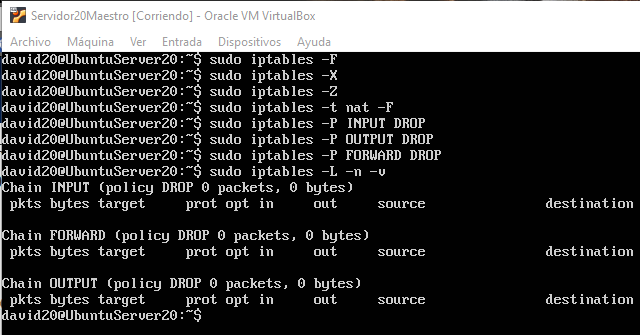 Servidor20Maestro [Corriendo] - Oracle VM VirtualBox
Archivo Máquina Ver Entrada Dispositivos Ayuda
david20@UbuntuServer20:~$ sudo iptables -F
david20@UbuntuServer20:~$ sudo iptables -X
david20@UbuntuServer20:~$ sudo iptables -Z
david20@UbuntuServer20:~$ sudo iptables -t nat -F
david20@UbuntuServer20:~$ sudo iptables -P INPUT DROP
david20@UbuntuServer20:~$ sudo iptables -P OUTPUT DROP
david20@UbuntuServer20:~$ sudo iptables -P FORWARD DROP
david20@UbuntuServer20:~$ sudo iptables -L -n -v
Chain INPUT (policy DROP 0 packets, 0 bytes)
 pkts bytes target     prot opt in     out     source               destination

Chain FORWARD (policy DROP 0 packets, 0 bytes)
 pkts bytes target     prot opt in     out     source               destination

Chain OUTPUT (policy DROP 0 packets, 0 bytes)
 pkts bytes target     prot opt in     out     source               destination
david20@UbuntuServer20:~$